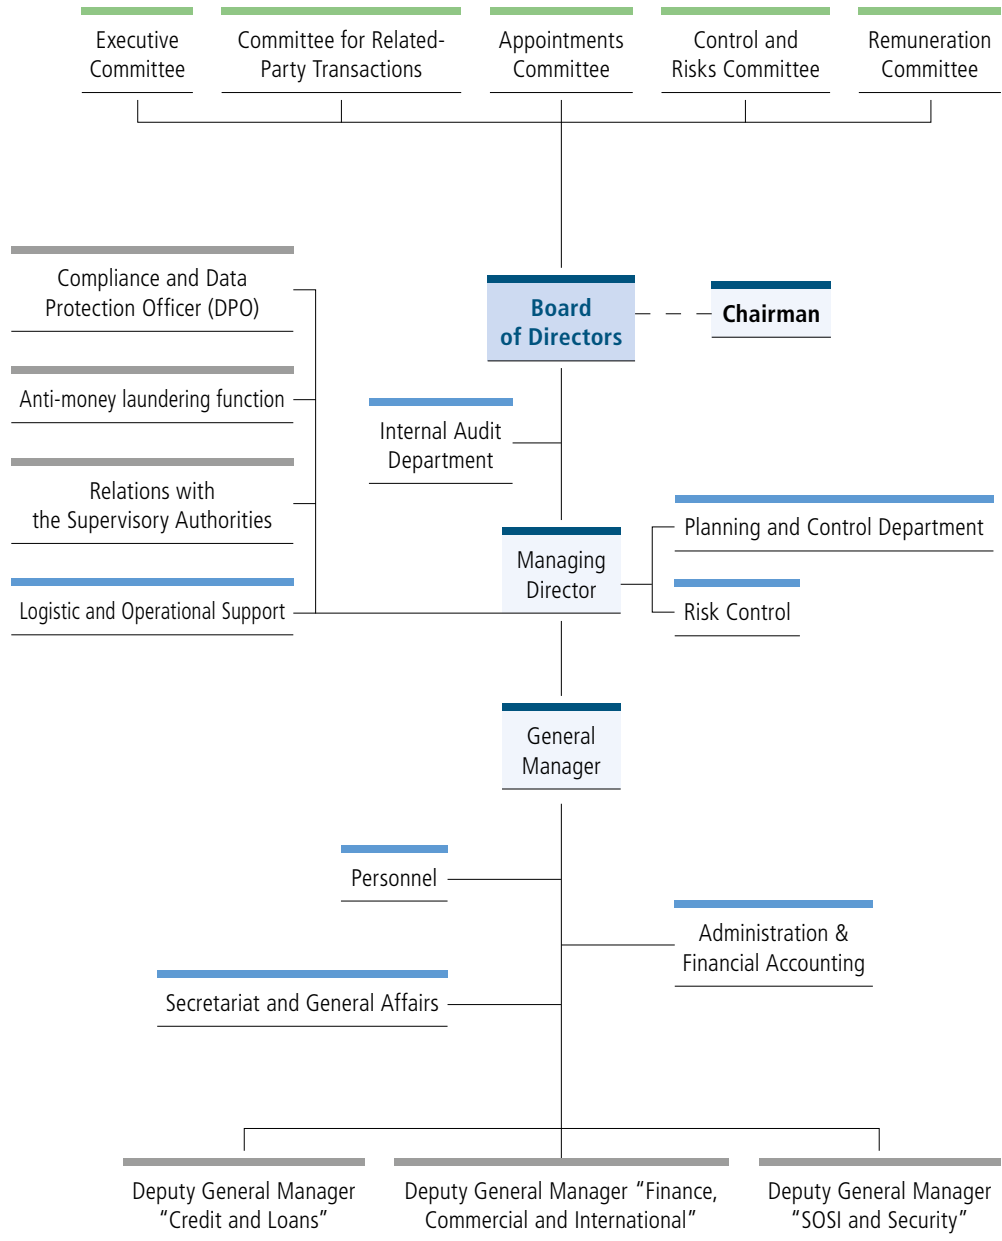 Executive
Committee
Committee for Related-
Party Transactions
Appointments
Committee
Control and
Risks Committee
Remuneration
Committee
Compliance and Data
Protection Officer (DPO)
Board
of Directors
Chairman
Anti-money laundering function
Internal Audit
Department
Relations with
the Supervisory Authorities
Planning and Control Department
Managing
Director
Logistic and Operational Support
Risk Control
General
Manager
Personnel
Administration &
Financial Accounting
Secretariat and General Affairs
Deputy General Manager
“Credit and Loans”
Deputy General Manager “Finance,
Commercial and International”
Deputy General Manager
“SOSI and Security”